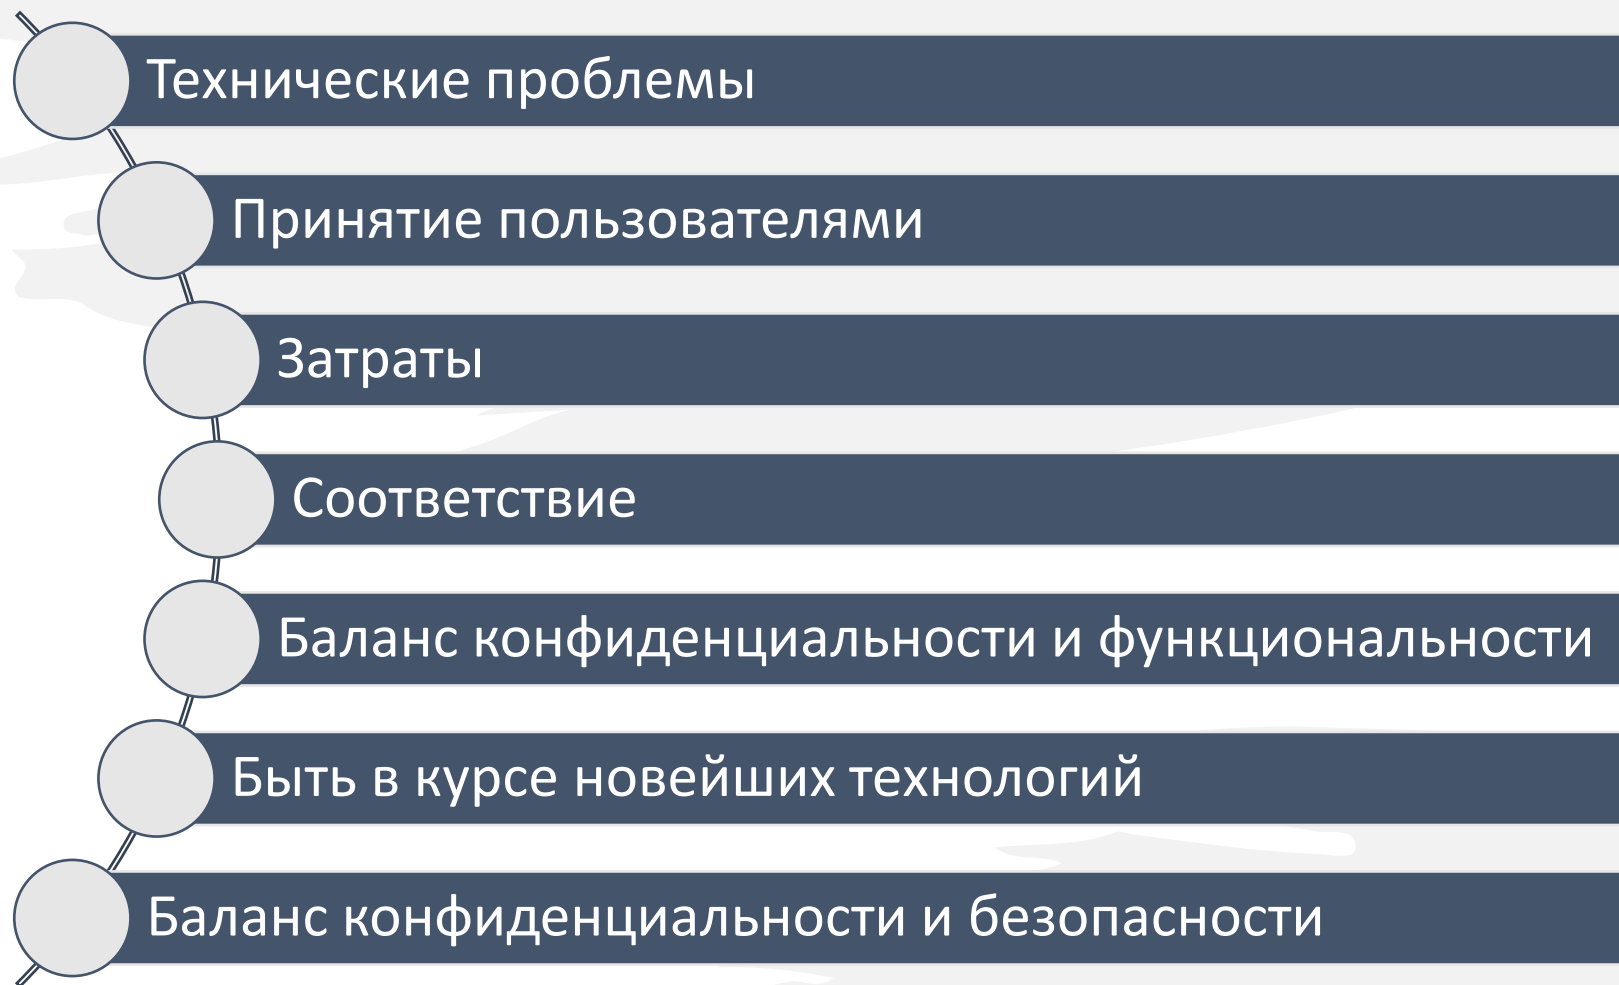 Технические проблемы
Принятие пользователями
Затраты
Соответствие
Баланс конфиденциальности и функциональности
Быть в курсе новейших технологий
Баланс конфиденциальности и безопасности